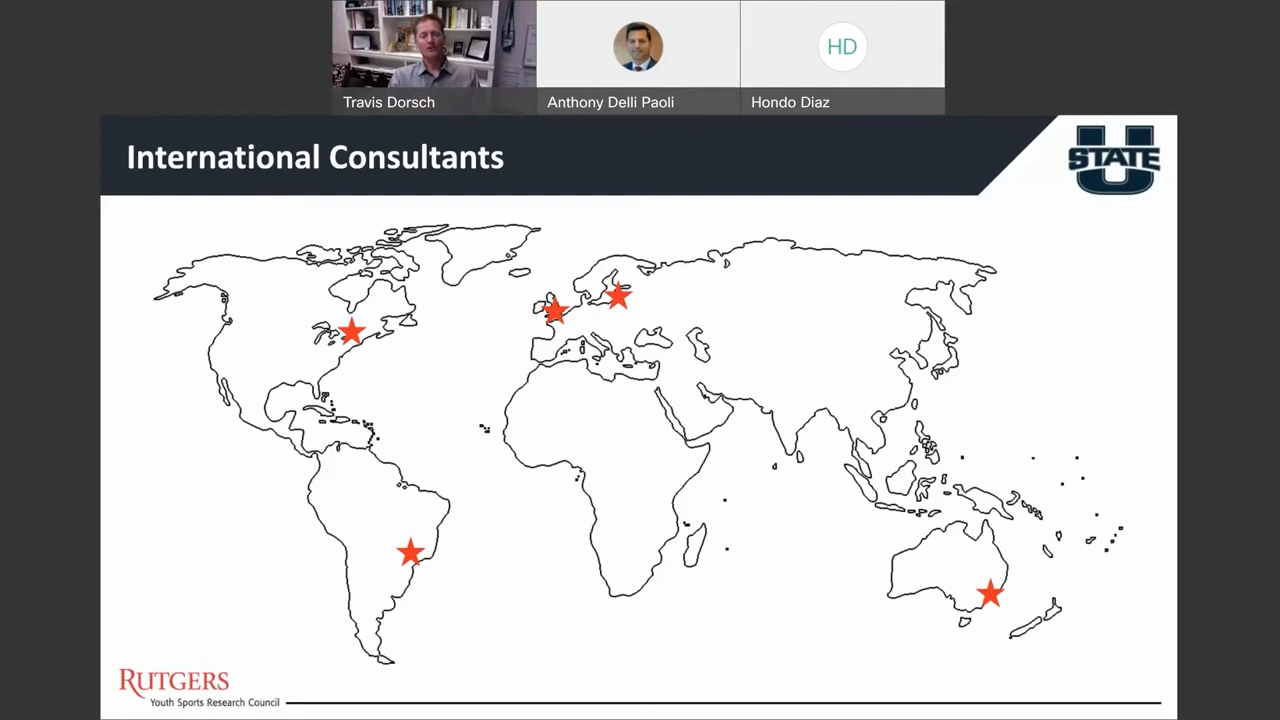 Travis Dorsch
Anthony Delli Paoli
HD
Hondo Diaz
International Consultants
U
STATE
RUTGERS
Youth Sports Research Council